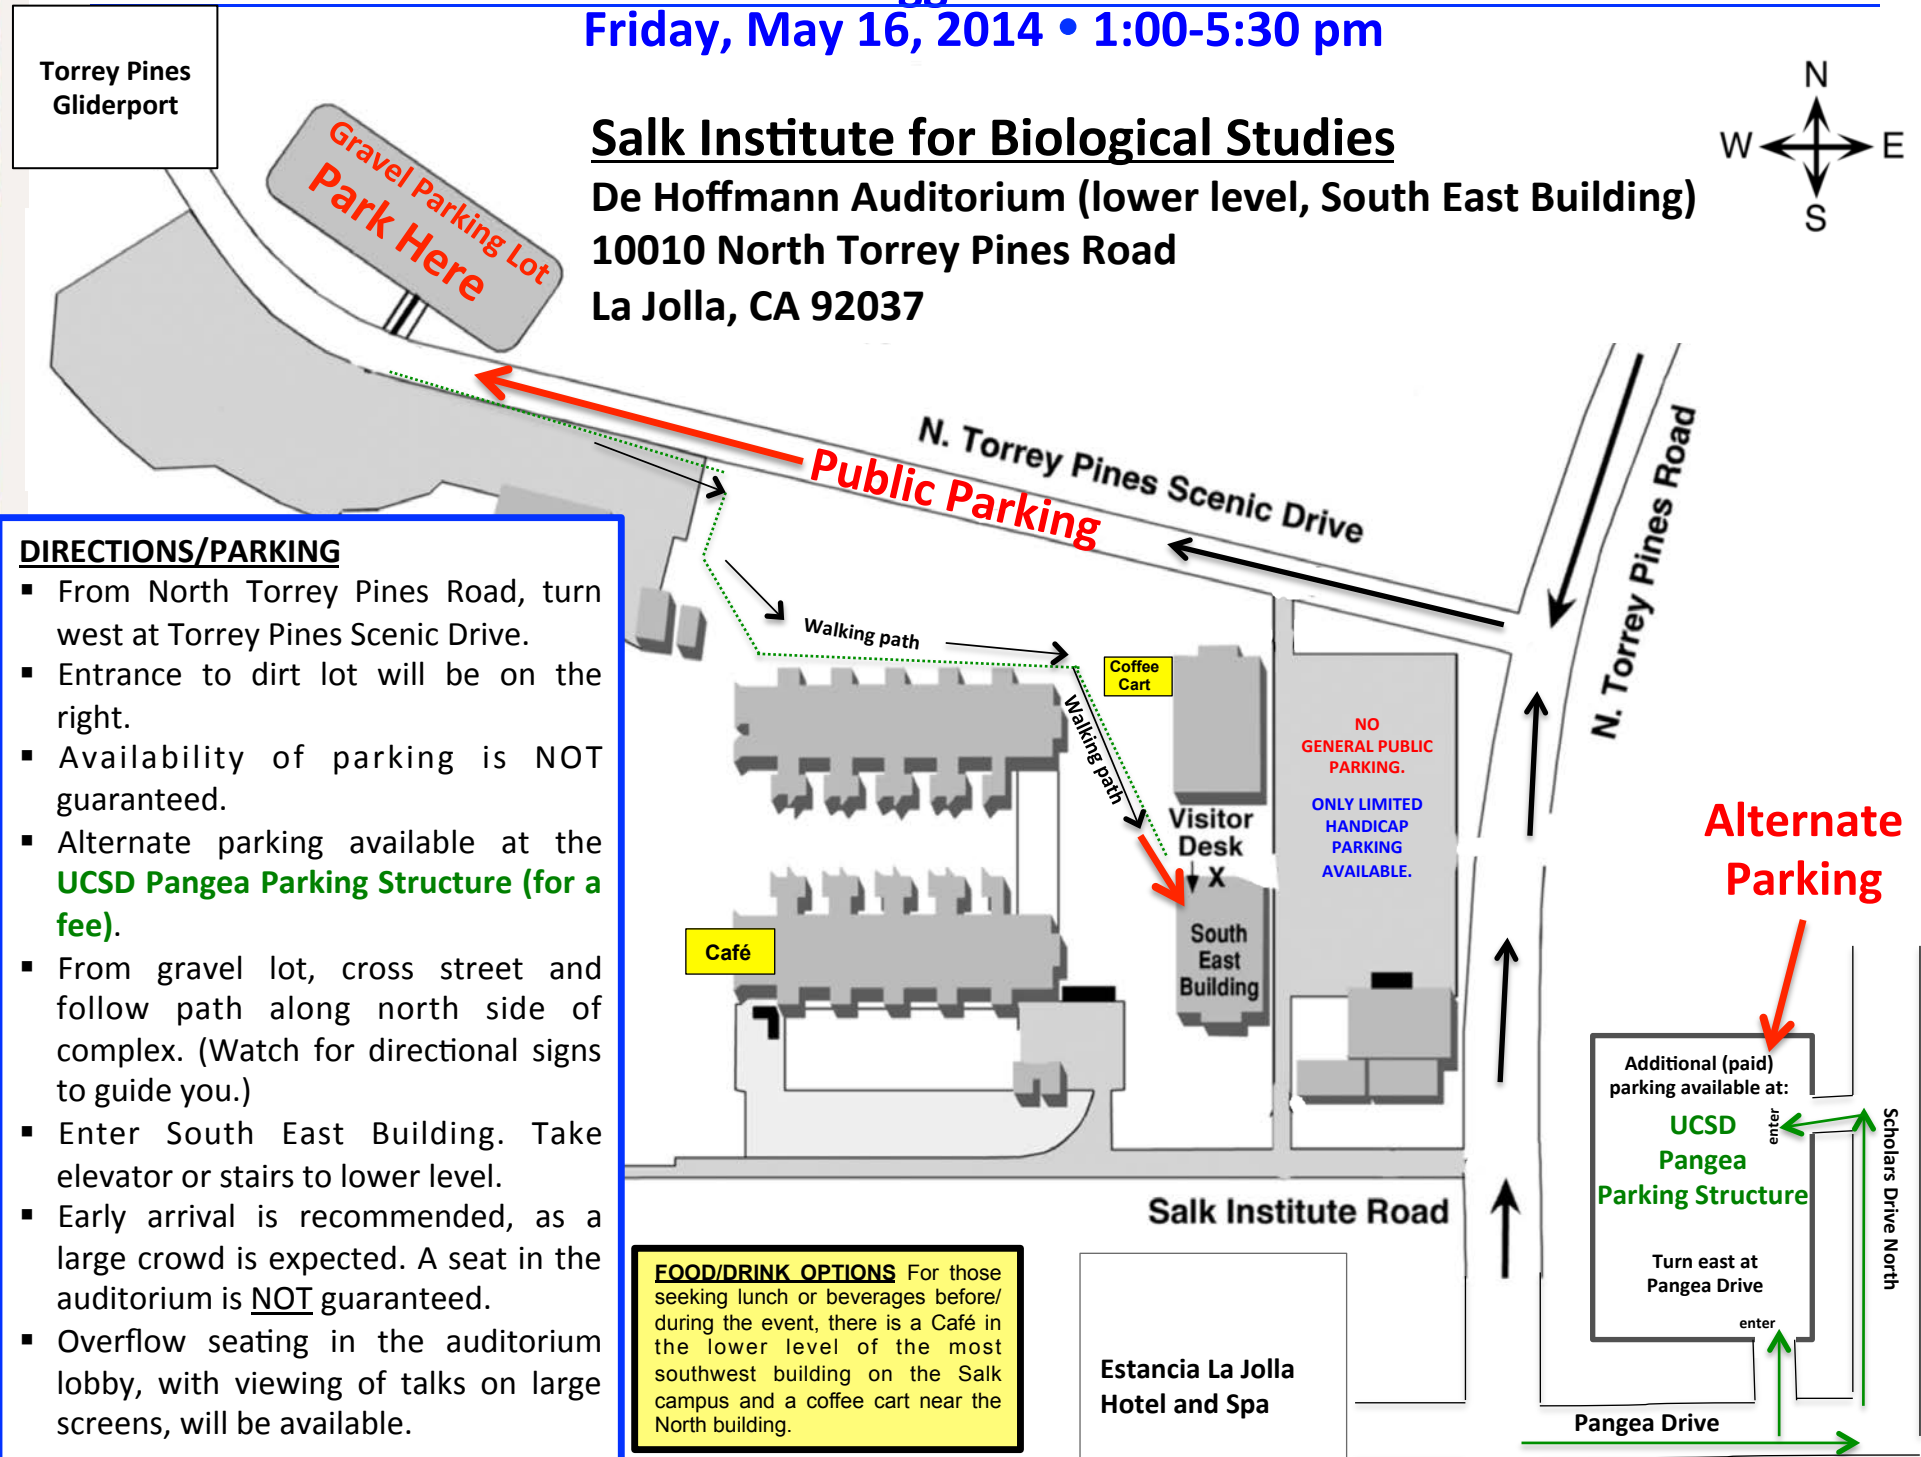 Friday, May 16, 2014 • 1:00-5:30 pm
Torrey Pines
Gliderport
Gravel Parking Lot
Park Here
Salk Institute for Biological Studies
De Hoffmann Auditorium (lower level, South East Building)
10010 North Torrey Pines Road
La Jolla, CA 92037
N
W
E
S
N. Torrey Pines Scenic Drive
Public Parking
N. Torrey Pines Road
DIRECTIONS/PARKING
▪ From North Torrey Pines Road, turn
west at Torrey Pines Scenic Drive.
▪ Entrance to dirt lot will be on the
right.
▪ Availability of parking is NOT
guaranteed.
▪ Alternate parking available at the
UCSD Pangea Parking Structure (for a
fee).
▪ From gravel lot, cross street and
follow path along north side of
complex. (Watch for directional signs
to guide you.)
▪ Enter South East Building. Take
elevator or stairs to lower level.
▪ Early arrival is recommended, as a
large crowd is expected. A seat in the
auditorium is NOT guaranteed.
▪ Overflow seating in the auditorium
lobby, with viewing of talks on large
screens, will be available.
Walking path
Walking path
Coffee
Cart
Café
Visitor
Desk
X
South
East
Building
NO
GENERAL PUBLIC
PARKING.
ONLY LIMITED
HANDICAP
PARKING
AVAILABLE.
Alternate
Parking
Additional (paid)
parking available at:
UCSD
Pangea
Parking Structure
enter
Turn east at
Pangea Drive
enter
Scholars Drive North
Salk Institute Road
FOOD/DRINK OPTIONS For those
seeking lunch or beverages before/
during the event, there is a Café in
the lower level of the most
southwest building on the Salk
campus and a coffee cart near the
North building.
Estancia La Jolla
Hotel and Spa
Pangea Drive